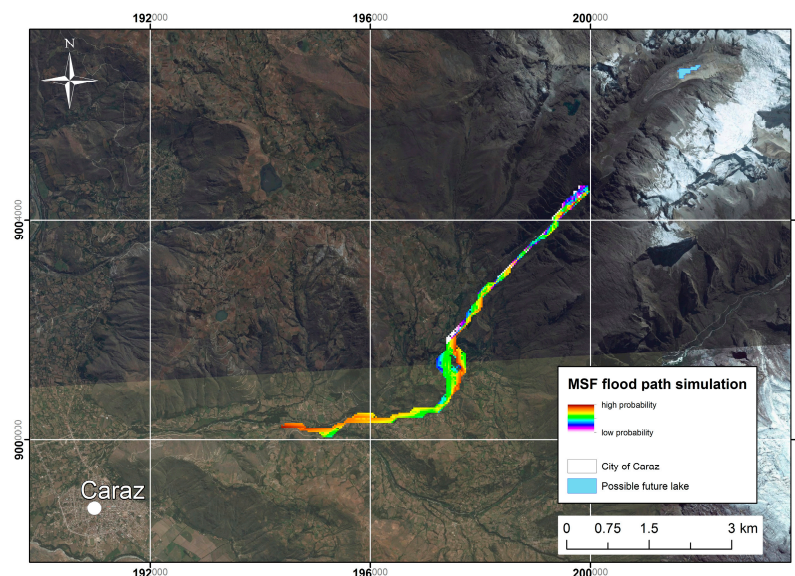 192000 196000 200000
N
9004000
MSF flood path simulation
high probability
low probability
City of Caraz
Possible future lake
9000000
Caraz
0 0.75 1.5 3 km
192000 196000 200000